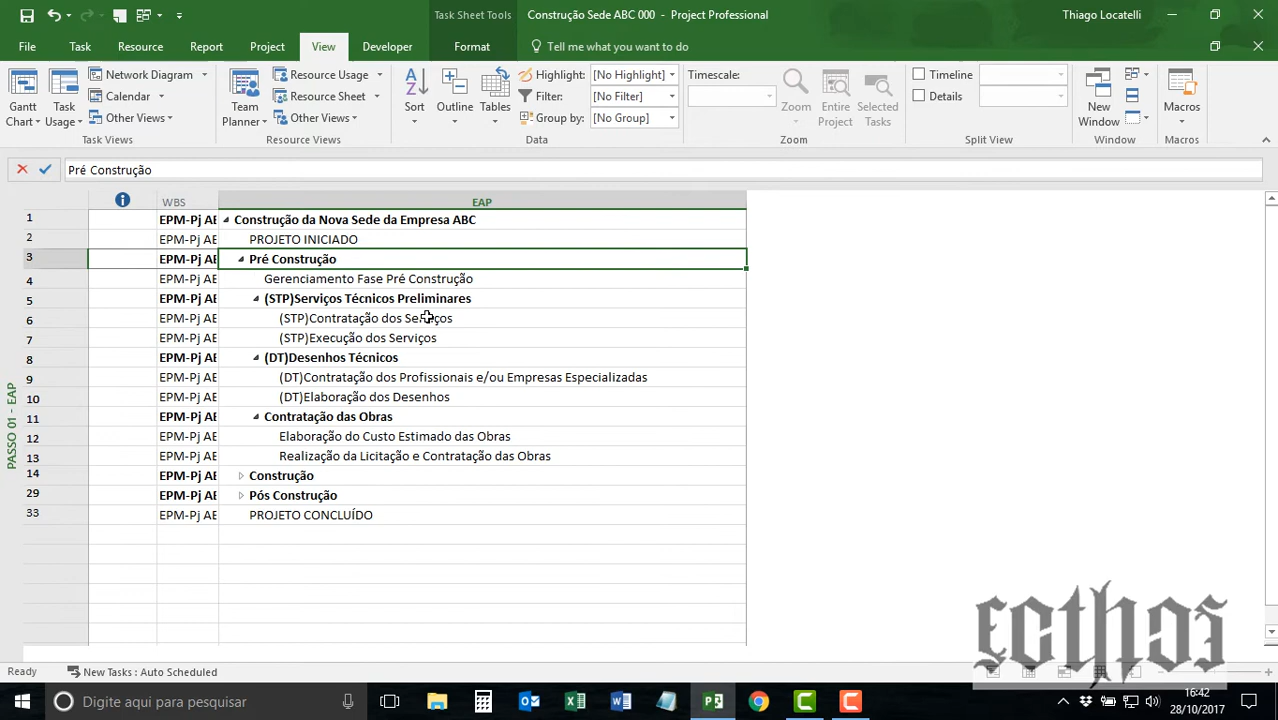 Task Sheet Tools
Construção Sede ABC 000 - Project Professional
Thiago Locatelli
File Task Resource Report Project View Developer Format Tell me what you want to do
Network Diagram
Calendar
Other Views
Gantt Chart
Task Usage
Task Views
Team Planner
Resource Usage
Resource Sheet
Other Views
Resource Views
Sort
Outline
Tables
Highlight: [No Highlight]
Filter: [No Filter]
Group by: [No Group]
Data
Timescale:
Zoom
Entire Project
Selected Tasks
Zoom
Timeline
Details
Split View
New Window
Window
Macros
Macros
Pré Construção
WBS EAP
1 EPM-Pj AE Construção da Nova Sede da Empresa ABC
2 EPM-Pj AE PROJETO INICIADO
3 EPM-Pj AE Pré Construção
4 EPM-Pj AE Gerenciamento Fase Pré Construção
5 EPM-Pj AE (STP)Serviços Técnicos Preliminares
6 EPM-Pj AE (STP)Contratação dos Serviços
7 EPM-Pj AE (STP)Execução dos Serviços
8 EPM-Pj AE (DT)Desenhos Técnicos
9 EPM-Pj AE (DT)Contratação dos Profissionais e/ou Empresas Especializadas
10 EPM-Pj AE (DT)Elaboração dos Desenhos
11 EPM-Pj AE Contratação das Obras
12 EPM-Pj AE Elaboração do Custo Estimado das Obras
13 EPM-Pj AE Realização da Licitação e Contratação das Obras
14 EPM-Pj AE Construção
29 EPM-Pj AE Pós Construção
33 EPM-Pj AE PROJETO CONCLUÍDO
PASSO 01 - EAP
ecthos
Ready New Tasks : Auto Scheduled
Digite aqui para pesquisar
16:42
28/10/2017